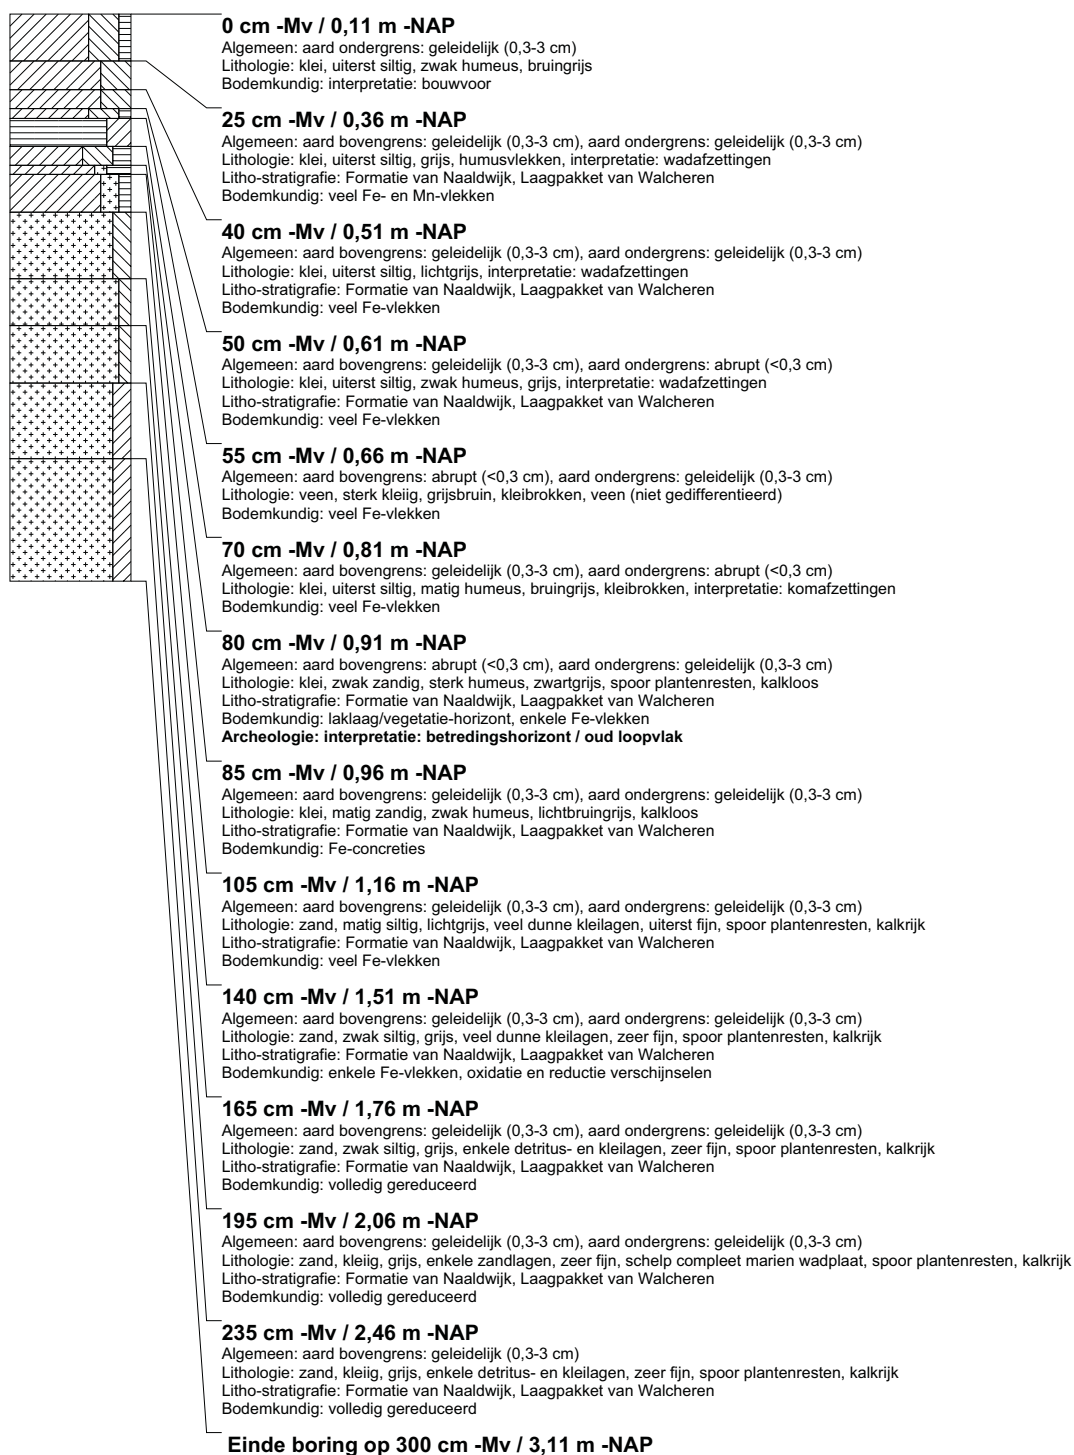 0 cm -Mv / 0,11 m -NAP
Algemeen: aard ondergrens: geleidelijk (0,3-3 cm)
Lithologie: klei, uiterst siltig, zwak humeus, bruingrijs
Bodemkundig: interpretatie: bouwvoor
25 cm -Mv / 0,36 m -NAP
Algemeen: aard bovengrens: geleidelijk (0,3-3 cm), aard ondergrens: geleidelijk (0,3-3 cm)
Lithologie: klei, uiterst siltig, grijs, humusvlekken, interpretatie: wadafzettingen
Litho-stratigrafie: Formatie van Naaldwijk, Laagpakket van Walcheren
Bodemkundig: veel Fe- en Mn-vlekken
40 cm -Mv / 0,51 m -NAP
Algemeen: aard bovengrens: geleidelijk (0,3-3 cm), aard ondergrens: geleidelijk (0,3-3 cm)
Lithologie: klei, uiterst siltig, lichtgrijs, interpretatie: wadafzettingen
Litho-stratigrafie: Formatie van Naaldwijk, Laagpakket van Walcheren
Bodemkundig: veel Fe-vlekken
50 cm -Mv / 0,61 m -NAP
Algemeen: aard bovengrens: geleidelijk (0,3-3 cm), aard ondergrens: abrupt (<0,3 cm)
Lithologie: klei, uiterst siltig, zwak humeus, grijs, interpretatie: wadafzettingen
Litho-stratigrafie: Formatie van Naaldwijk, Laagpakket van Walcheren
Bodemkundig: veel Fe-vlekken
55 cm -Mv / 0,66 m -NAP
Algemeen: aard bovengrens: abrupt (<0,3 cm), aard ondergrens: geleidelijk (0,3-3 cm)
Lithologie: veen, sterk kleiig, grijsbruin, kleibrokken, veen (niet gedifferentieerd)
Bodemkundig: veel Fe-vlekken
70 cm -Mv / 0,81 m -NAP
Algemeen: aard bovengrens: geleidelijk (0,3-3 cm), aard ondergrens: abrupt (<0,3 cm)
Lithologie: klei, uiterst siltig, matig humeus, bruingrijs, kleibrokken, interpretatie: komafzettingen
Bodemkundig: veel Fe-vlekken
80 cm -Mv / 0,91 m -NAP
Algemeen: aard bovengrens: abrupt (<0,3 cm), aard ondergrens: geleidelijk (0,3-3 cm)
Lithologie: klei, zwak zandig, sterk humeus, zwartgrijs, spoor plantenresten, kalkloos
Litho-stratigrafie: Formatie van Naaldwijk, Laagpakket van Walcheren
Bodemkundig: laklaag/vegetatie-horizont, enkele Fe-vlekken
Archeologie: interpretatie: betredingshorizont / oud loopvlak
85 cm -Mv / 0,96 m -NAP
Algemeen: aard bovengrens: geleidelijk (0,3-3 cm), aard ondergrens: geleidelijk (0,3-3 cm)
Lithologie: klei, matig zandig, zwak humeus, lichtbruingrijs, kalkloos
Litho-stratigrafie: Formatie van Naaldwijk, Laagpakket van Walcheren
Bodemkundig: Fe-concreties
105 cm -Mv / 1,16 m -NAP
Algemeen: aard bovengrens: geleidelijk (0,3-3 cm), aard ondergrens: geleidelijk (0,3-3 cm)
Lithologie: zand, matig siltig, lichtgrijs, veel dunne kleilagen, uiterst fijn, spoor plantenresten, kalkrijk
Litho-stratigrafie: Formatie van Naaldwijk, Laagpakket van Walcheren
Bodemkundig: veel Fe-vlekken
140 cm -Mv / 1,51 m -NAP
Algemeen: aard bovengrens: geleidelijk (0,3-3 cm), aard ondergrens: geleidelijk (0,3-3 cm)
Lithologie: zand, zwak siltig, grijs, veel dunne kleilagen, zeer fijn, spoor plantenresten, kalkrijk
Litho-stratigrafie: Formatie van Naaldwijk, Laagpakket van Walcheren
Bodemkundig: enkele Fe-vlekken, oxidatie en reductie verschijnselen
165 cm -Mv / 1,76 m -NAP
Algemeen: aard bovengrens: geleidelijk (0,3-3 cm), aard ondergrens: geleidelijk (0,3-3 cm)
Lithologie: zand, zwak siltig, grijs, enkele detritus- en kleilagen, zeer fijn, spoor plantenresten, kalkrijk
Litho-stratigrafie: Formatie van Naaldwijk, Laagpakket van Walcheren
Bodemkundig: volledig gereduceerd
195 cm -Mv / 2,06 m -NAP
Algemeen: aard bovengrens: geleidelijk (0,3-3 cm), aard ondergrens: geleidelijk (0,3-3 cm)
Lithologie: zand, kleiig, grijs, enkele zandlagen, zeer fijn, schelp compleet marien wadplaat, spoor plantenresten, kalkrijk
Litho-stratigrafie: Formatie van Naaldwijk, Laagpakket van Walcheren
Bodemkundig: volledig gereduceerd
235 cm -Mv / 2,46 m -NAP
Algemeen: aard bovengrens: geleidelijk (0,3-3 cm)
Lithologie: zand, kleiig, grijs, enkele detritus- en kleilagen, zeer fijn, spoor plantenresten, kalkrijk
Litho-stratigrafie: Formatie van Naaldwijk, Laagpakket van Walcheren
Bodemkundig: volledig gereduceerd
Einde boring op 300 cm -Mv / 3,11 m -NAP